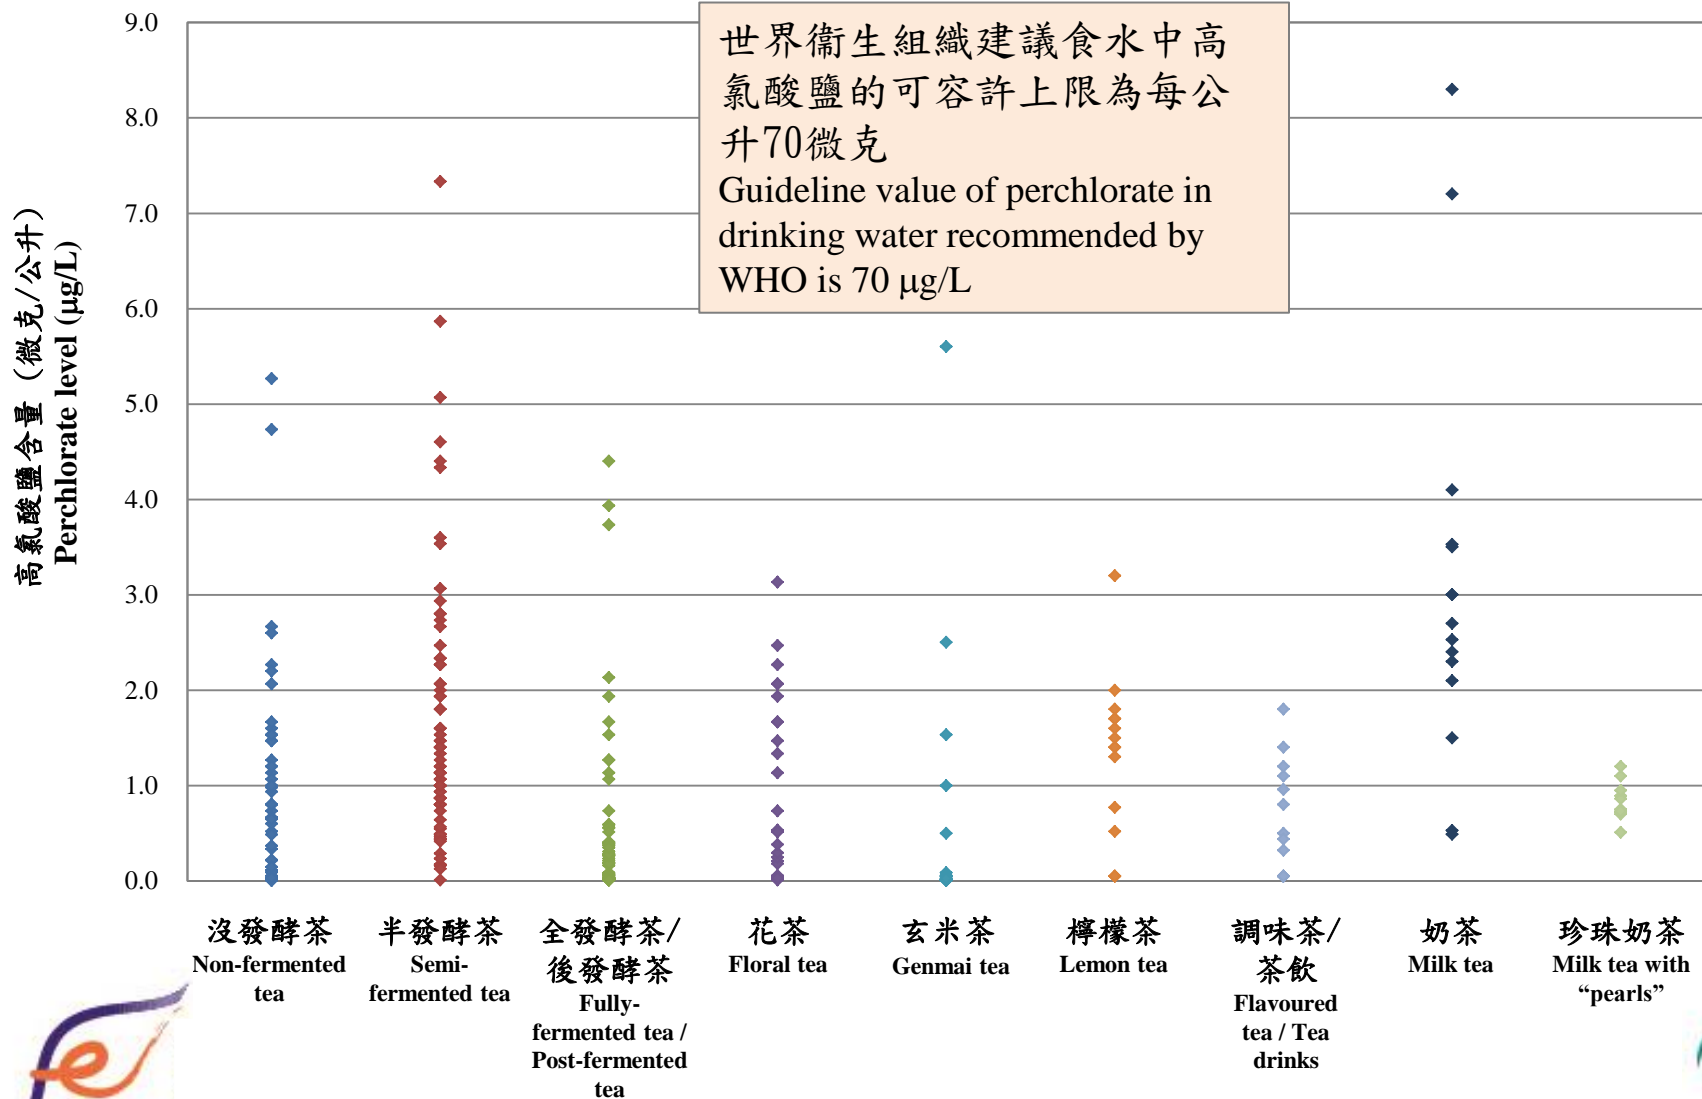 世界衞生組織建議食水中高
氯酸鹽的可容許上限為每公
升70微克
Guideline value of perchlorate in
drinking water recommended by
WHO is 70 µg/L
高氯酸鹽含量（微克/公升）
Perchlorate level (µg/L)
9.0
8.0
7.0
6.0
5.0
4.0
3.0
2.0
1.0
0.0
沒發酵茶
Non-fermented
tea
半發酵茶
Semi-
fermented tea
全發酵茶/
後發酵茶
Fully-
fermented tea /
Post-fermented
tea
花茶
Floral tea
玄米茶
Genmai tea
檸檬茶
Lemon tea
調味茶/
茶飲
Flavoured
tea / Tea
drinks
奶茶
Milk tea
珍珠奶茶
Milk tea with
“pearls”